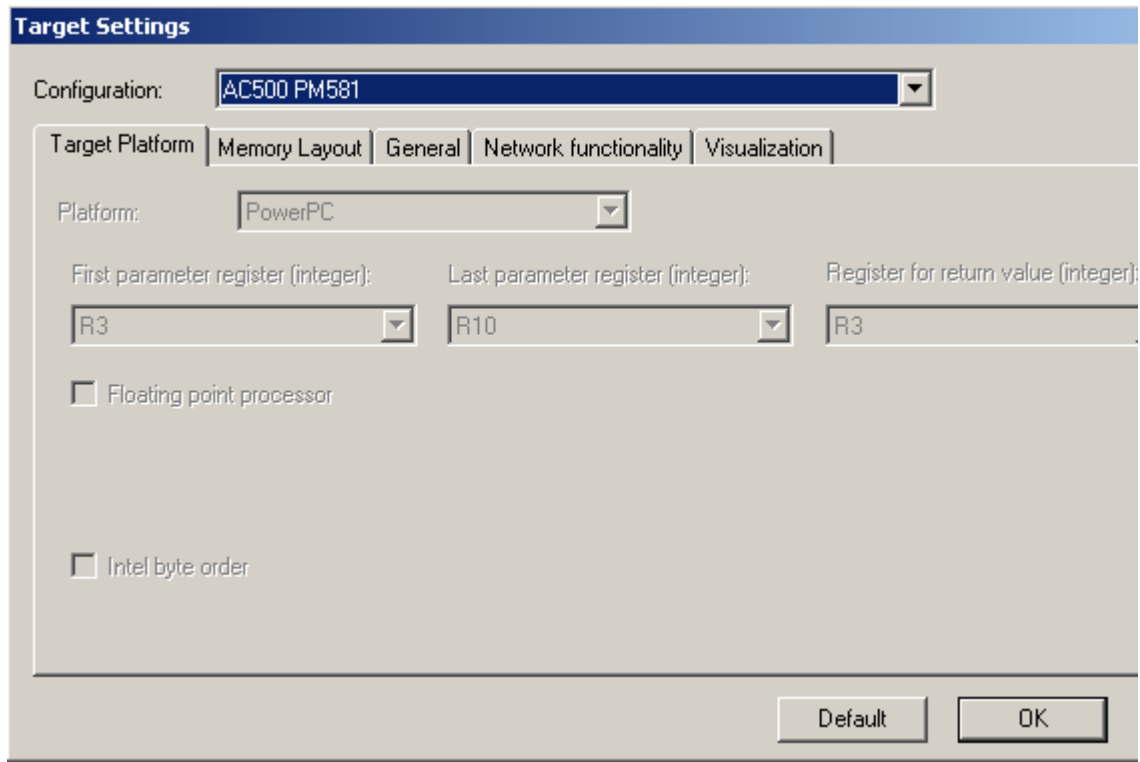 Target Settings
Configuration: AC500 PM581
Target Platform Memory Layout General Network functionality Visualization
Platform: PowerPC
First parameter register (integer): Last parameter register (integer): Register for return value (integer):
R3 R10 R3
Floating point processor
Intel byte order
Default OK